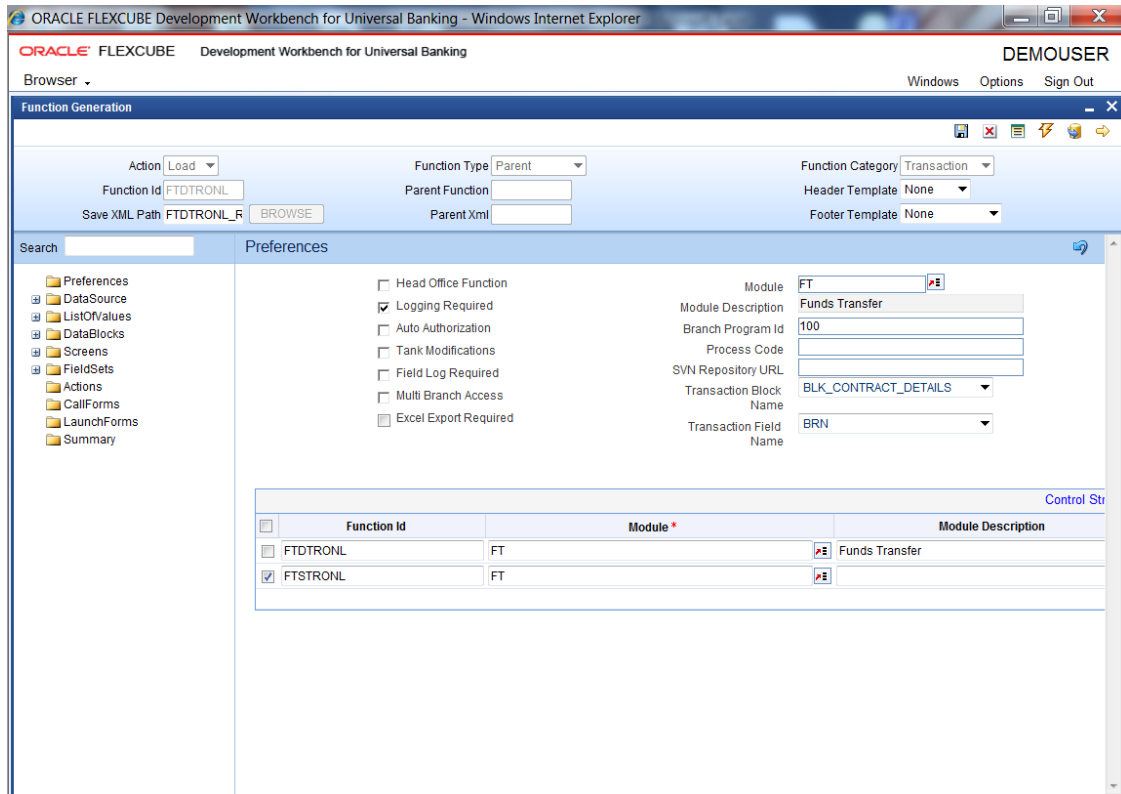 ORACLE FLEXCUBE Development Workbench for Universal Banking - Windows Internet Explorer
ORACLE FLEXCUBE Development Workbench for Universal Banking DEMOUSER
Browser Windows Options Sign Out
Function Generation
Action Load Function Type Parent Function Category Transaction
Function Id FTDTRONL Parent Function Header Template None
Save XML Path FTDTRONL_R BROWSE Parent Xml Footer Template None
Search Preferences
Preferences
DataSource
ListOfValues
DataBlocks
Screens
FieldSets
Actions
CallForms
LaunchForms
Summary
Head Office Function
Logging Required
Auto Authorization
Tank Modifications
Field Log Required
Multi Branch Access
Excel Export Required
Module FT
Module Description Funds Transfer
Branch Program Id 100
Process Code
SVN Repository URL
Transaction Block Name BLK_CONTRACT_DETAILS
Transaction Field Name BRN
Control Str
Function Id Module * Module Description
FTDTRONL FT Funds Transfer
FTSTRONL FT